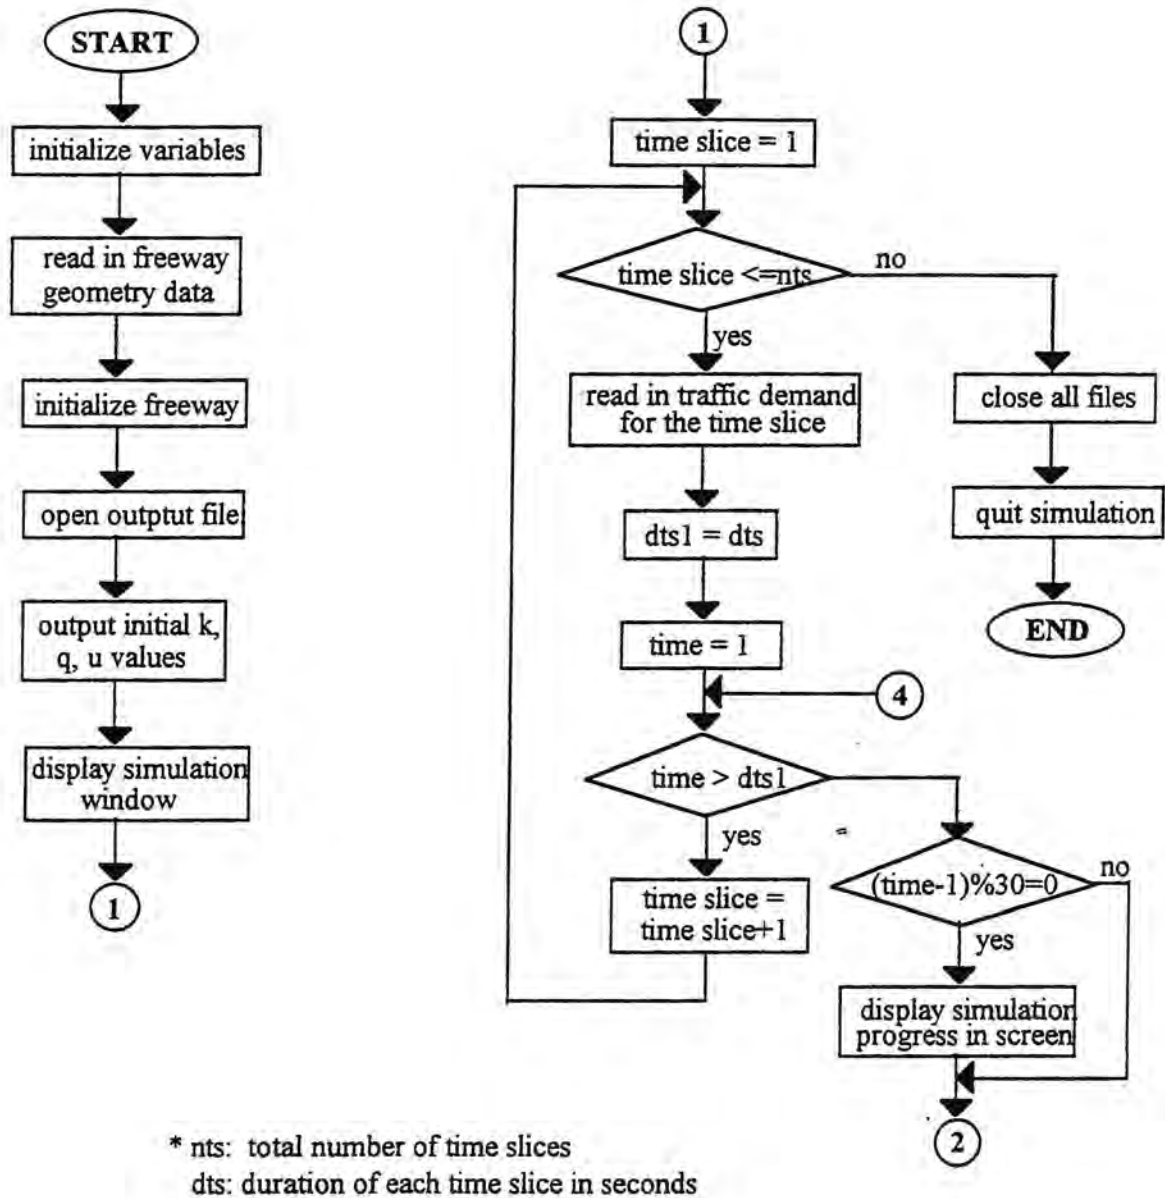 START
initialize variables
read in freeway
geometry data
initialize freeway
open outptut file
output initial k,
q, u values
display simulation
window
1
1
time slice = 1
time slice <=nts
no
yes
read in traffic demand
for the time slice
close all files
dts1 = dts
quit simulation
time = 1
END
4
time > dts1
yes
(time-1)%30=0
no
time slice =
time slice+1
yes
display simulation
progress in screen
2
* nts: total number of time slices
dts: duration of each time slice in seconds